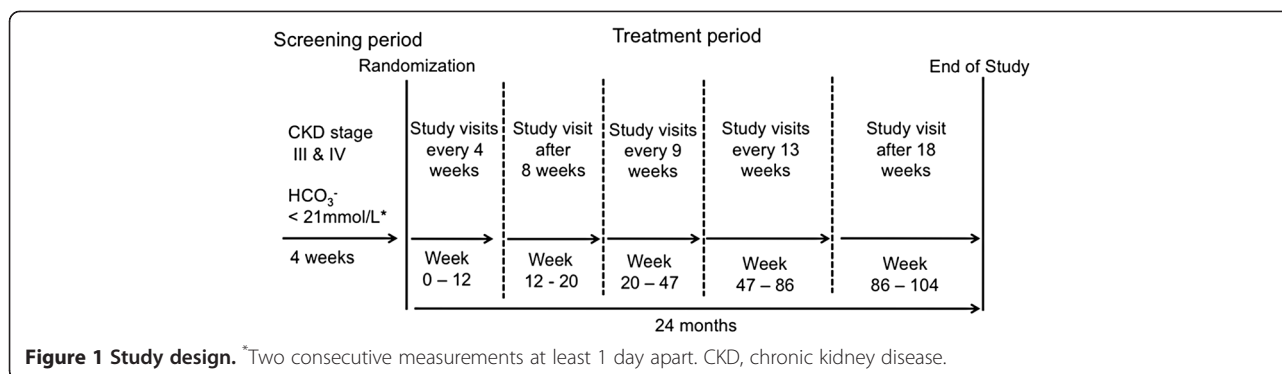 Screening period
Treatment period
Randomization
End of Study
CKD stage
III & IV
HCO₃⁻
< 21mmol/L*
4 weeks
Study visits
every 4
weeks
Week
0 – 12
Study visit
after
8 weeks
Week
12 - 20
Study visits
every 9
weeks
Week
20 – 47
Study visits
every 13
weeks
Week
47 – 86
Study visit
after 18
weeks
Week
86 – 104
24 months
Figure 1 Study design. *Two consecutive measurements at least 1 day apart. CKD, chronic kidney disease.